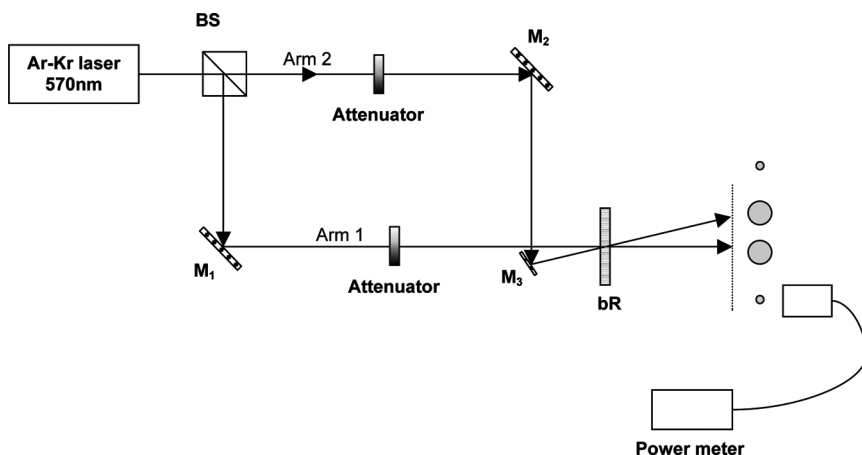 BS
M₂
Ar-Kr laser
570nm
Arm 2
Attenuator
Arm 1
M₁
Attenuator
M₃
bR
Power meter